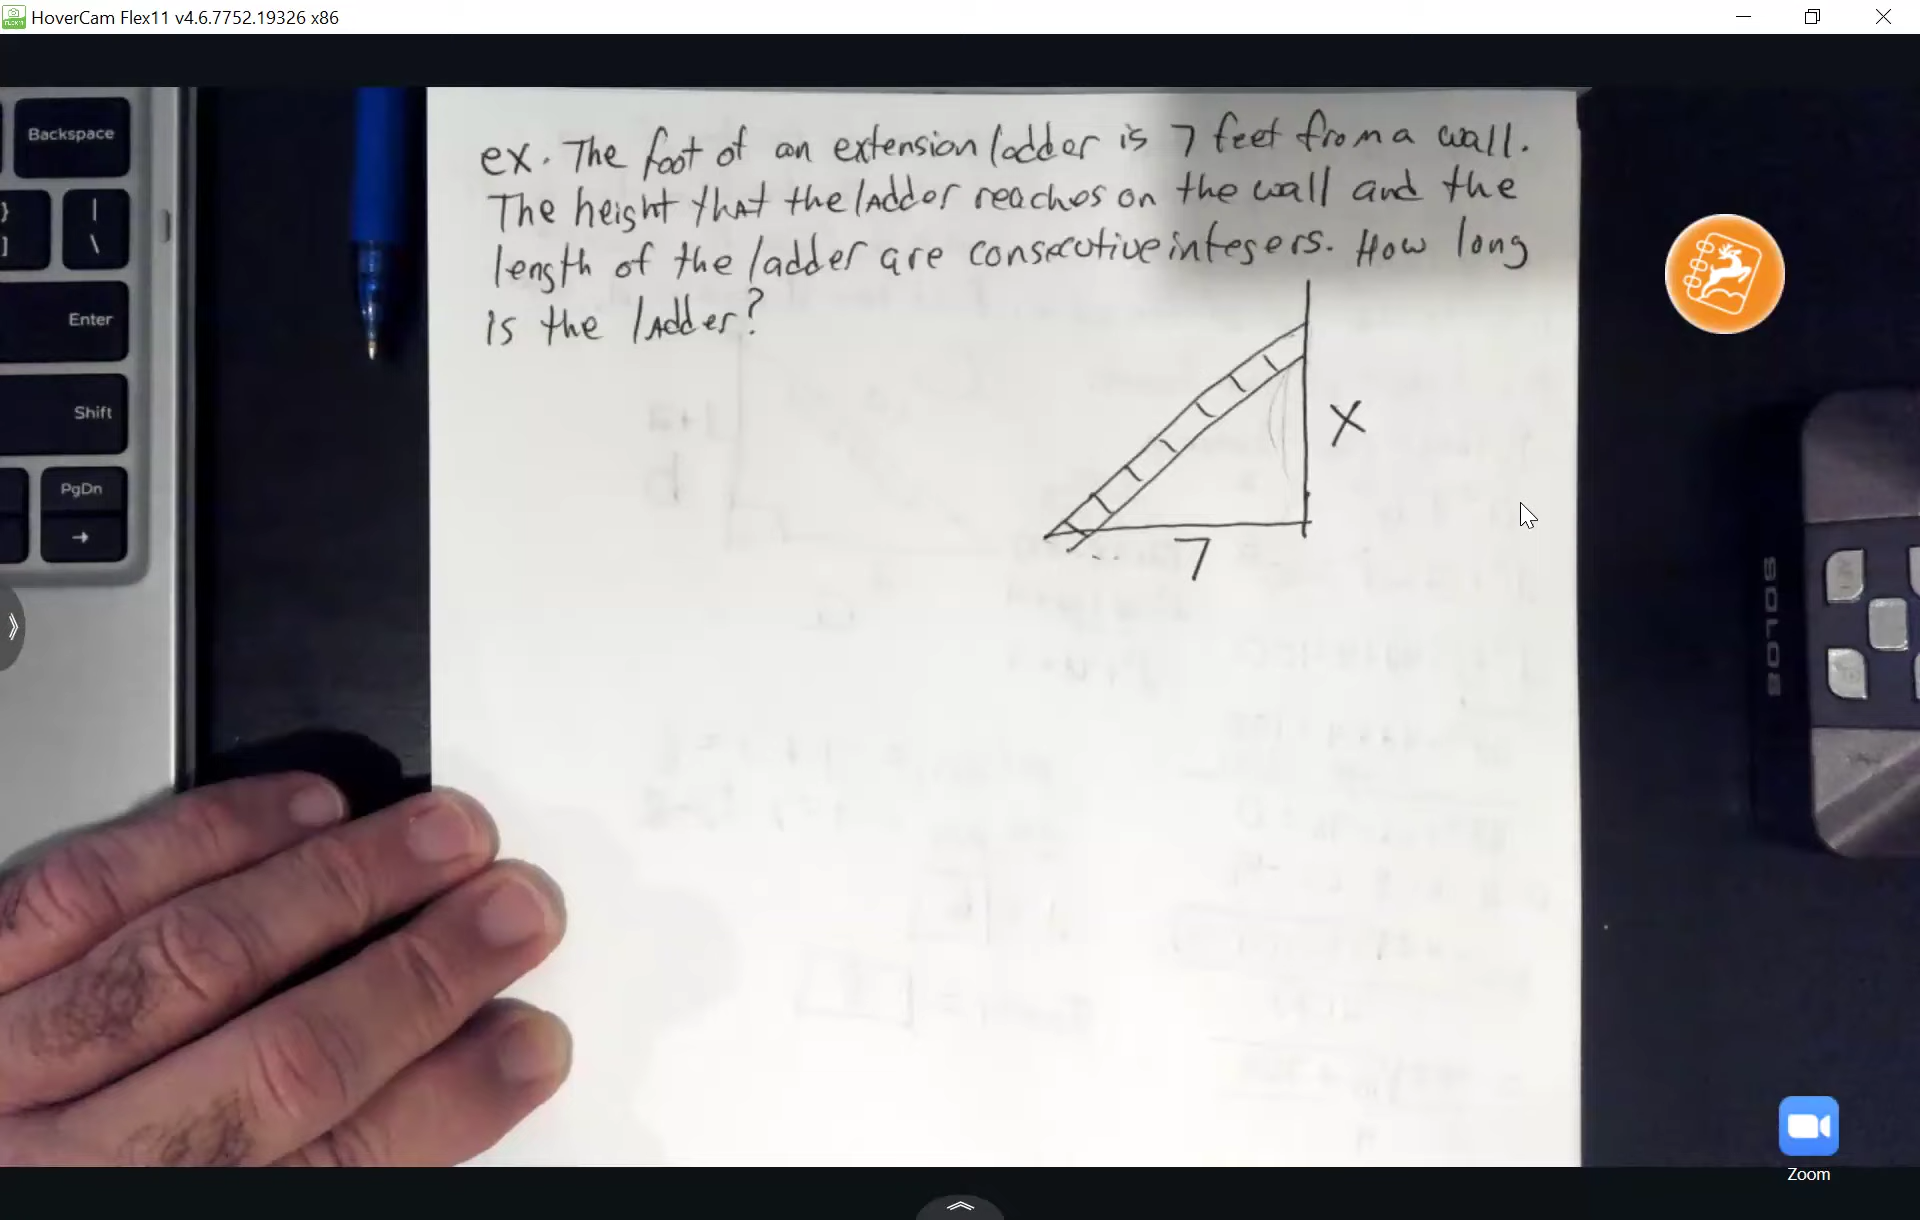 HoverCam Flex11 v4.6.7752.19326 x86
Backspace
}
]
|
\
Enter
Shift
PgDn
→
ex. The foot of an extension ladder is 7 feet from a wall.
The height that the ladder reaches on the wall and the
length of the ladder are consecutive integers. How long
is the ladder?
X
7
SOLO8
Zoom